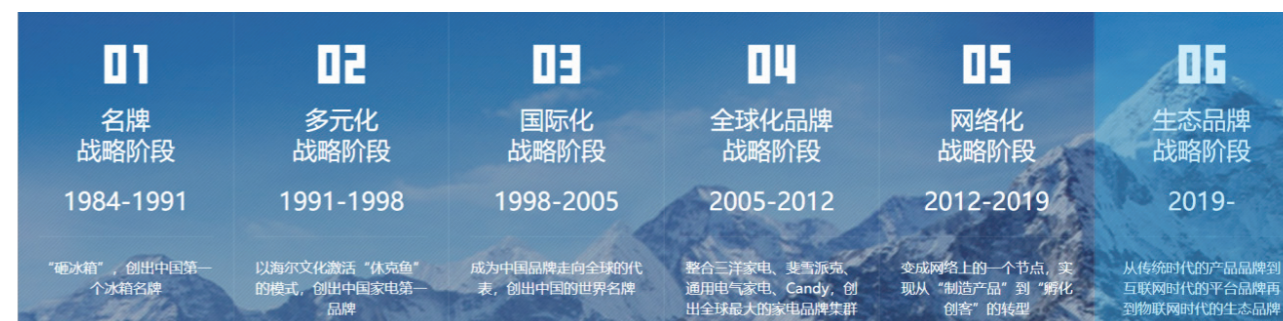 01
名牌
战略阶段
1984-1991
“砸冰箱”，创出中国第一
个冰箱名牌
02
多元化
战略阶段
1991-1998
以海尔文化激活“休克鱼”
的模式，创出中国家电第一
品牌
03
国际化
战略阶段
1998-2005
成为中国品牌走向全球的代
表，创出中国的世界名牌
04
全球化品牌
战略阶段
2005-2012
整合三洋家电、斐雪派克、
通用电气家电、Candy，创
出全球最大的家电品牌集群
05
网络化
战略阶段
2012-2019
变成网络上的一个节点，实
现从“制造产品”到“孵化
创客”的转型
06
生态品牌
战略阶段
2019-
从传统时代的产品品牌到
互联网时代的平台品牌再
到物联网时代的生态品牌